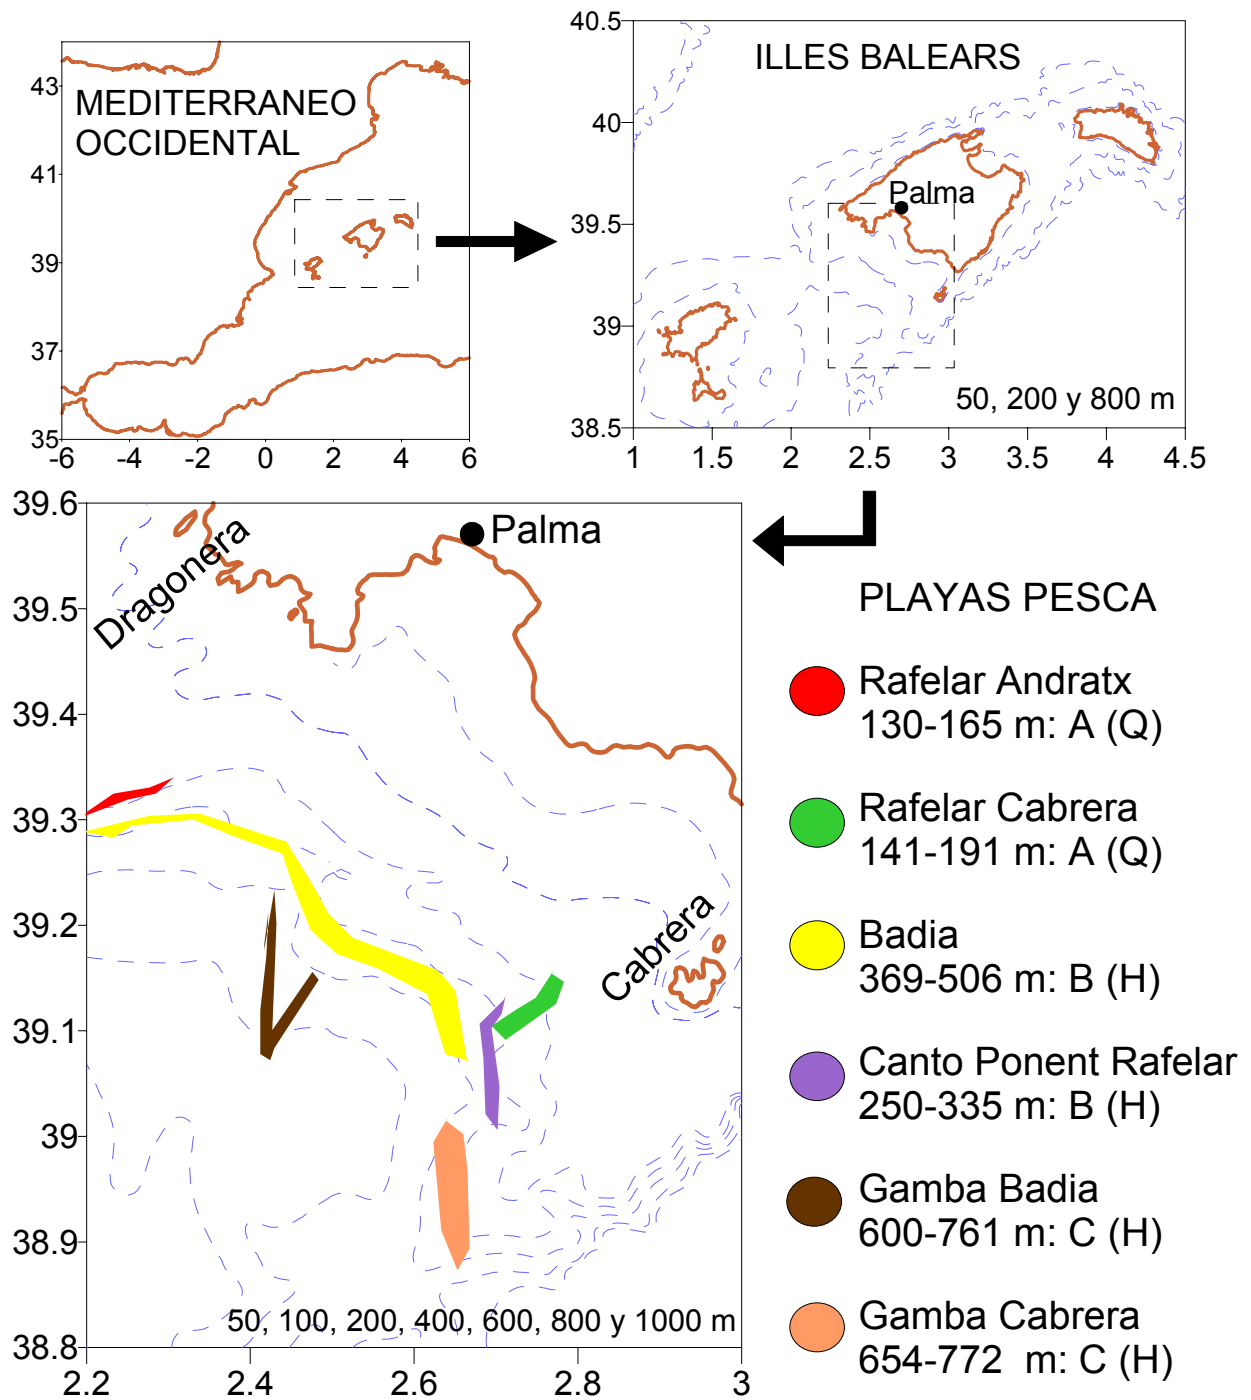 MEDITERRANEO
OCCIDENTAL
43
41
39
37
35
-6 -4 -2 0 2 4 6
ILLES BALEARS
Palma
50, 200 y 800 m
40.5
40
39.5
39
38.5
1 1.5 2 2.5 3 3.5 4 4.5
Dragonera
Palma
Cabrera
50, 100, 200, 400, 600, 800 y 1000 m
39.6
39.5
39.4
39.3
39.2
39.1
39
38.9
38.8
2.2 2.4 2.6 2.8 3
PLAYAS PESCA
Rafelar Andratx
130-165 m: A (Q)
Rafelar Cabrera
141-191 m: A (Q)
Badia
369-506 m: B (H)
Canto Ponent Rafelar
250-335 m: B (H)
Gamba Badia
600-761 m: C (H)
Gamba Cabrera
654-772 m: C (H)